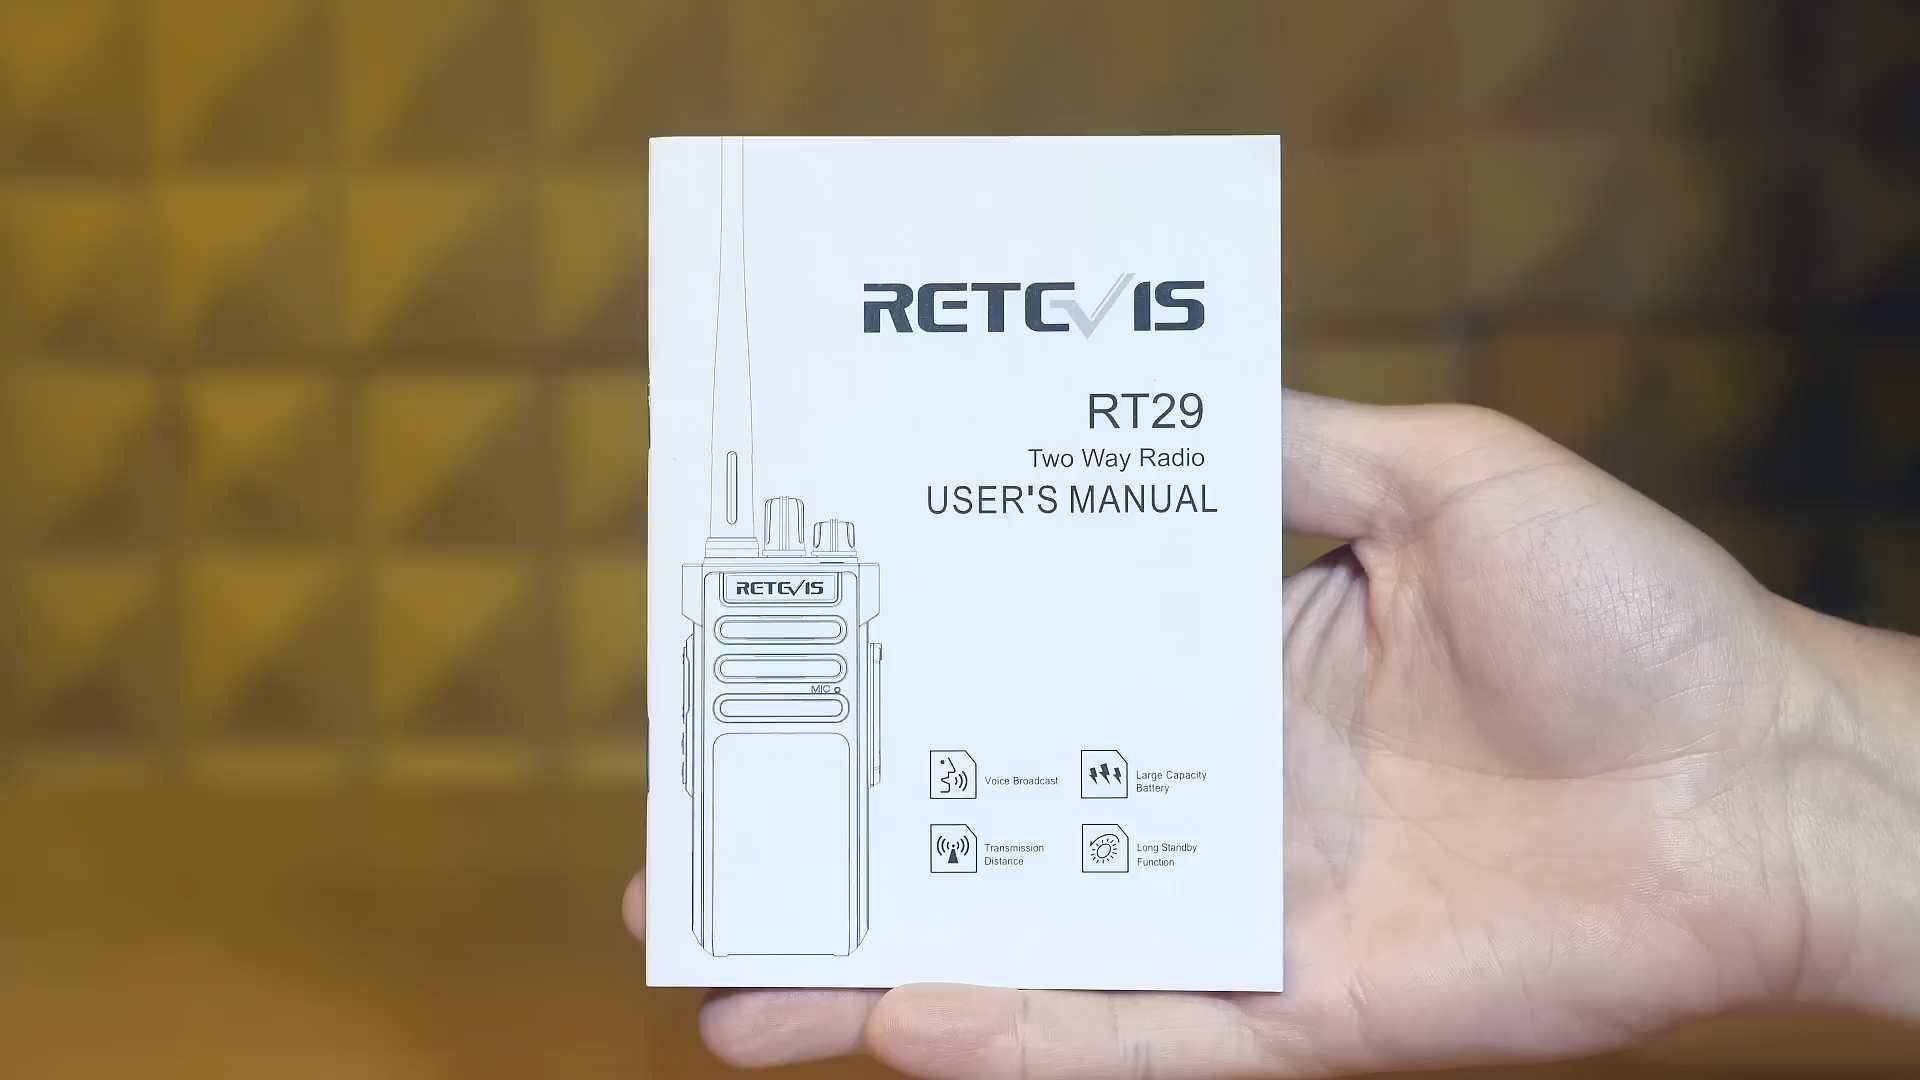 RETEVIS
RT29
Two Way Radio
USER'S MANUAL
RETEVIS
MIC
Voice Broadcast
Large Capacity
Battery
Transmission
Distance
Long Standby
Function